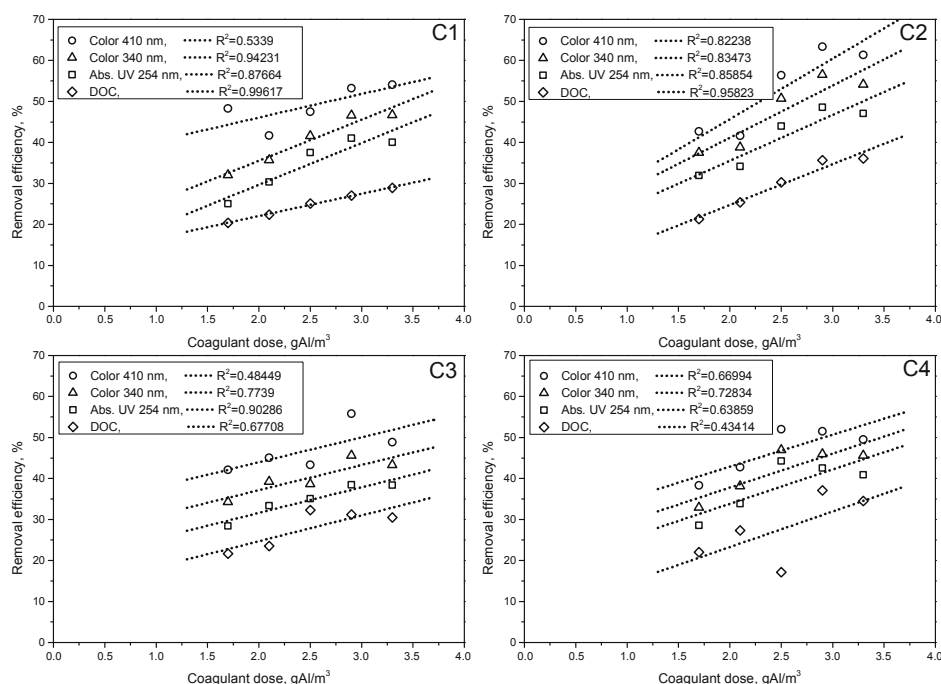 C1
Color 410 nm, R²=0.5339
Color 340 nm, R²=0.94231
Abs. UV 254 nm, R²=0.87664
DOC, R²=0.99617
Removal efficiency, %
70
60
50
40
30
20
10
0
0.0 0.5 1.0 1.5 2.0 2.5 3.0 3.5 4.0
Coagulant dose, gAl/m³
C2
Color 410 nm, R²=0.82238
Color 340 nm, R²=0.83473
Abs. UV 254 nm, R²=0.85854
DOC, R²=0.95823
Removal efficiency, %
70
60
50
40
30
20
10
0
0.0 0.5 1.0 1.5 2.0 2.5 3.0 3.5 4.0
Coagulant dose, gAl/m³
C3
Color 410 nm, R²=0.48449
Color 340 nm, R²=0.7739
Abs. UV 254 nm, R²=0.90286
DOC, R²=0.67708
Removal efficiency, %
70
60
50
40
30
20
10
0
0.0 0.5 1.0 1.5 2.0 2.5 3.0 3.5 4.0
Coagulant dose, gAl/m³
C4
Color 410 nm, R²=0.66994
Color 340 nm, R²=0.72834
Abs. UV 254 nm, R²=0.63859
DOC, R²=0.43414
Removal efficiency, %
70
60
50
40
30
20
10
0
0.0 0.5 1.0 1.5 2.0 2.5 3.0 3.5 4.0
Coagulant dose, gAl/m³